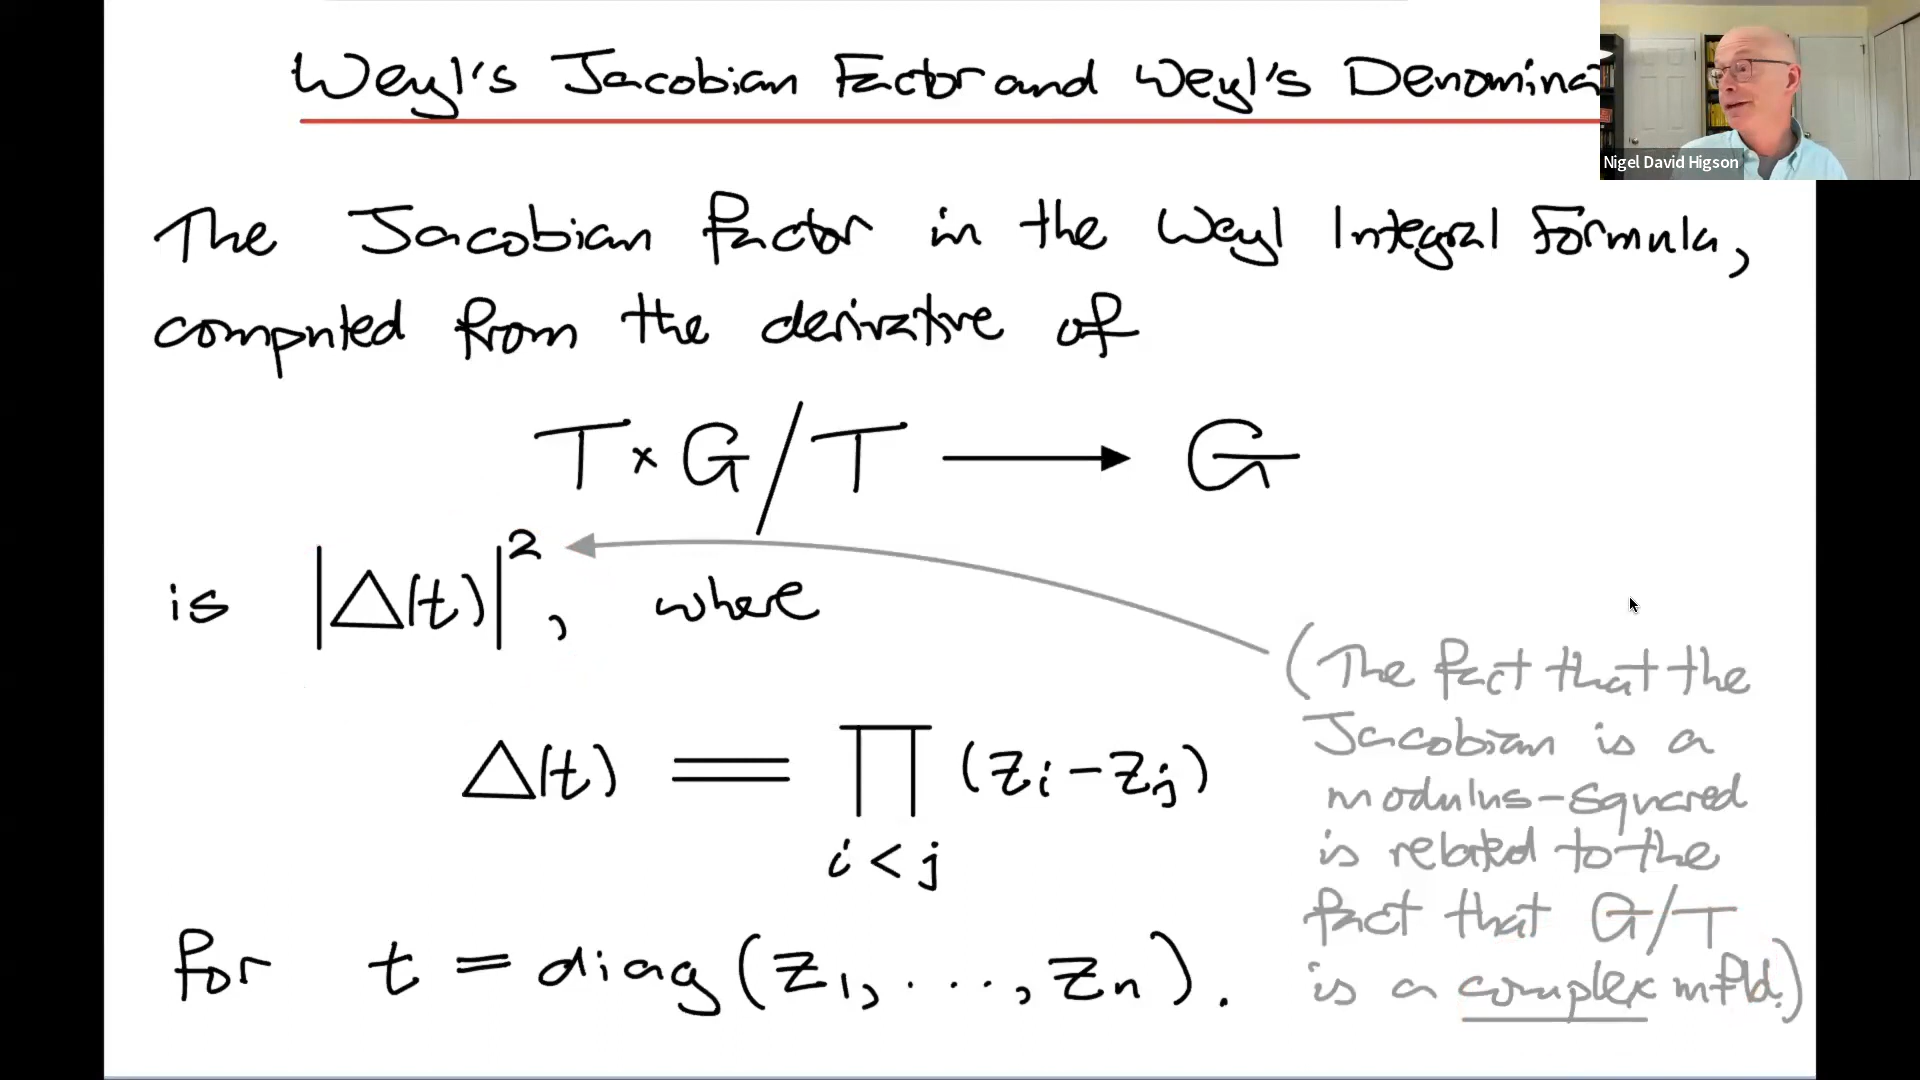 Weyl's Jacobian Factor and Weyl's Denomina
Nigel David Higson
The Jacobian factor in the Weyl Integral Formula,
computed from the derivative of
T × G/T ⟶ G
is |Δ(t)|², where
Δ(t) = ∏ (zᵢ - zⱼ)
i < j
for t = diag(z₁, ..., zₙ).
(The fact that the
Jacobian is a
modulus-squared
is related to the
fact that G/T
is a complex mfld.)